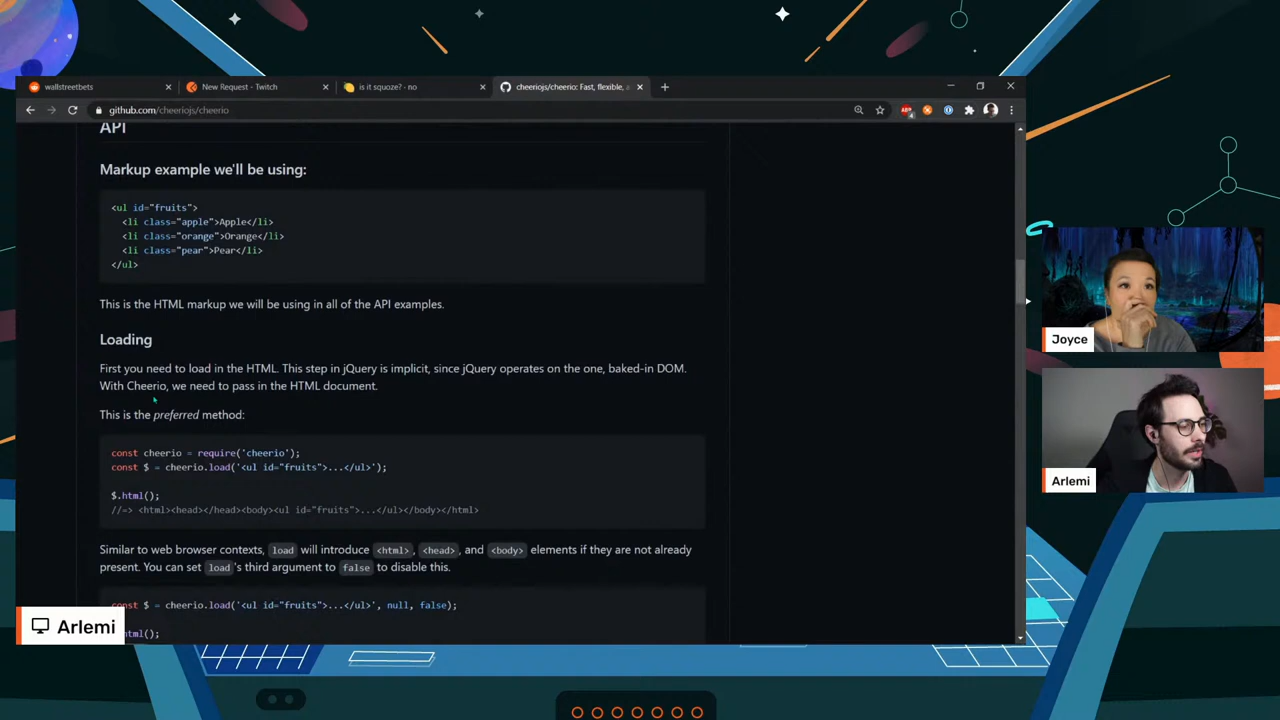 wallstreetbets
New Request - Twitch
is it squoze? - no
cheeriojs/cheerio: Fast, flexible, a
github.com/cheeriojs/cheerio
API
Markup example we'll be using:
<ul id="fruits">
<li class="apple">Apple</li>
<li class="orange">Orange</li>
<li class="pear">Pear</li>
</ul>
This is the HTML markup we will be using in all of the API examples.
Loading
First you need to load in the HTML. This step in jQuery is implicit, since jQuery operates on the one, baked-in DOM.
With Cheerio, we need to pass in the HTML document.
This is the preferred method:
const cheerio = require('cheerio');
const $ = cheerio.load('<ul id="fruits">...</ul>');
$.html();
//=> <html><head></head><body><ul id="fruits">...</ul></body></html>
Similar to web browser contexts, load will introduce <html>, <head>, and <body> elements if they are not already
present. You can set load's third argument to false to disable this.
const $ = cheerio.load('<ul id="fruits">...</ul>', null, false);
html();
Joyce
Arlemi
Arlemi